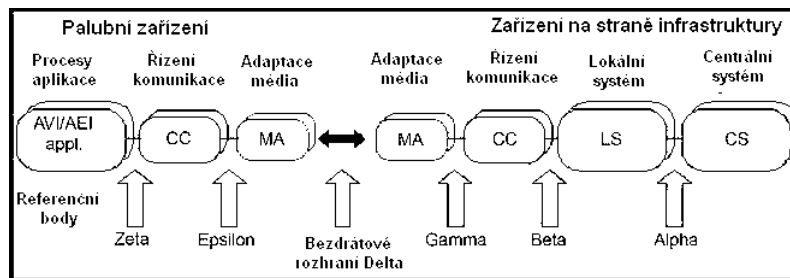 Palubní zařízení
Zařízení na straně infrastruktury
Procesy
aplikace
Řízení
komunikace
Adaptace
média
Adaptace
média
Řízení
komunikace
Lokální
systém
Centrální
systém
AVI/AEI
appl.
CC
MA
MA
CC
LS
CS
Referenční
body
Zeta
Epsilon
Bezdrátové
rozhraní Delta
Gamma
Beta
Alpha